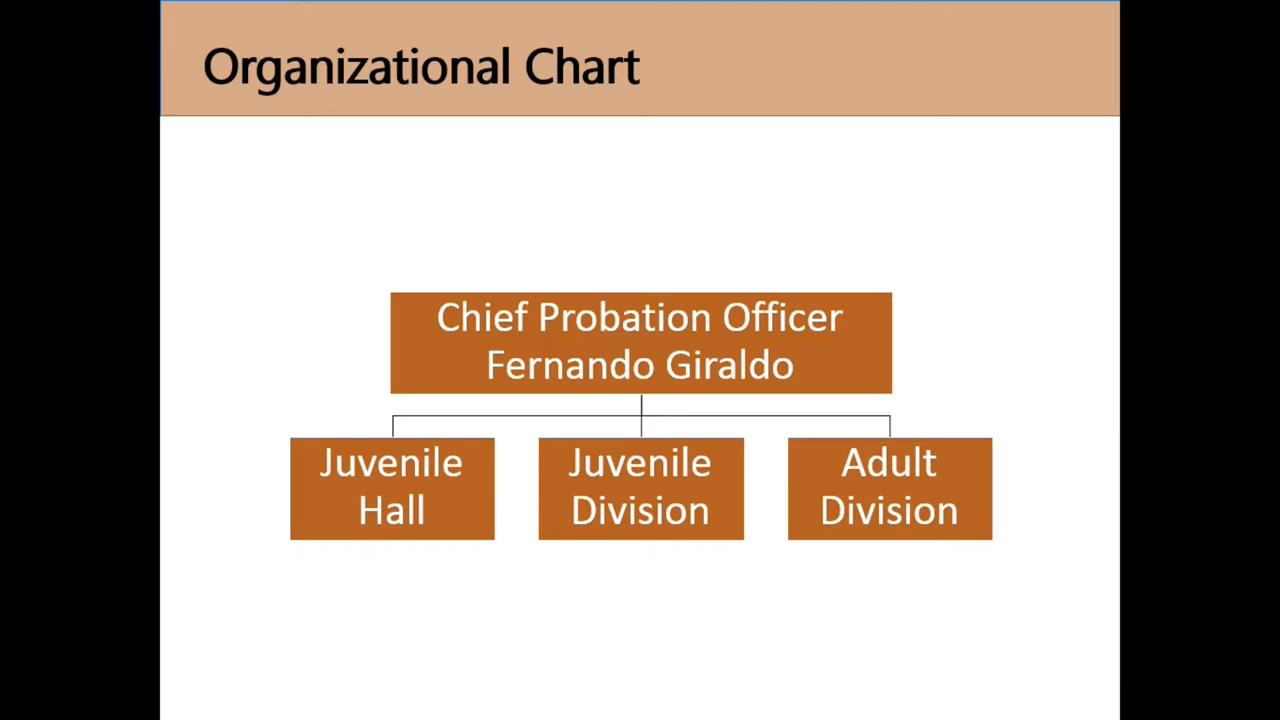 Organizational Chart
Chief Probation Officer
Fernando Giraldo
Juvenile
Hall
Juvenile
Division
Adult
Division